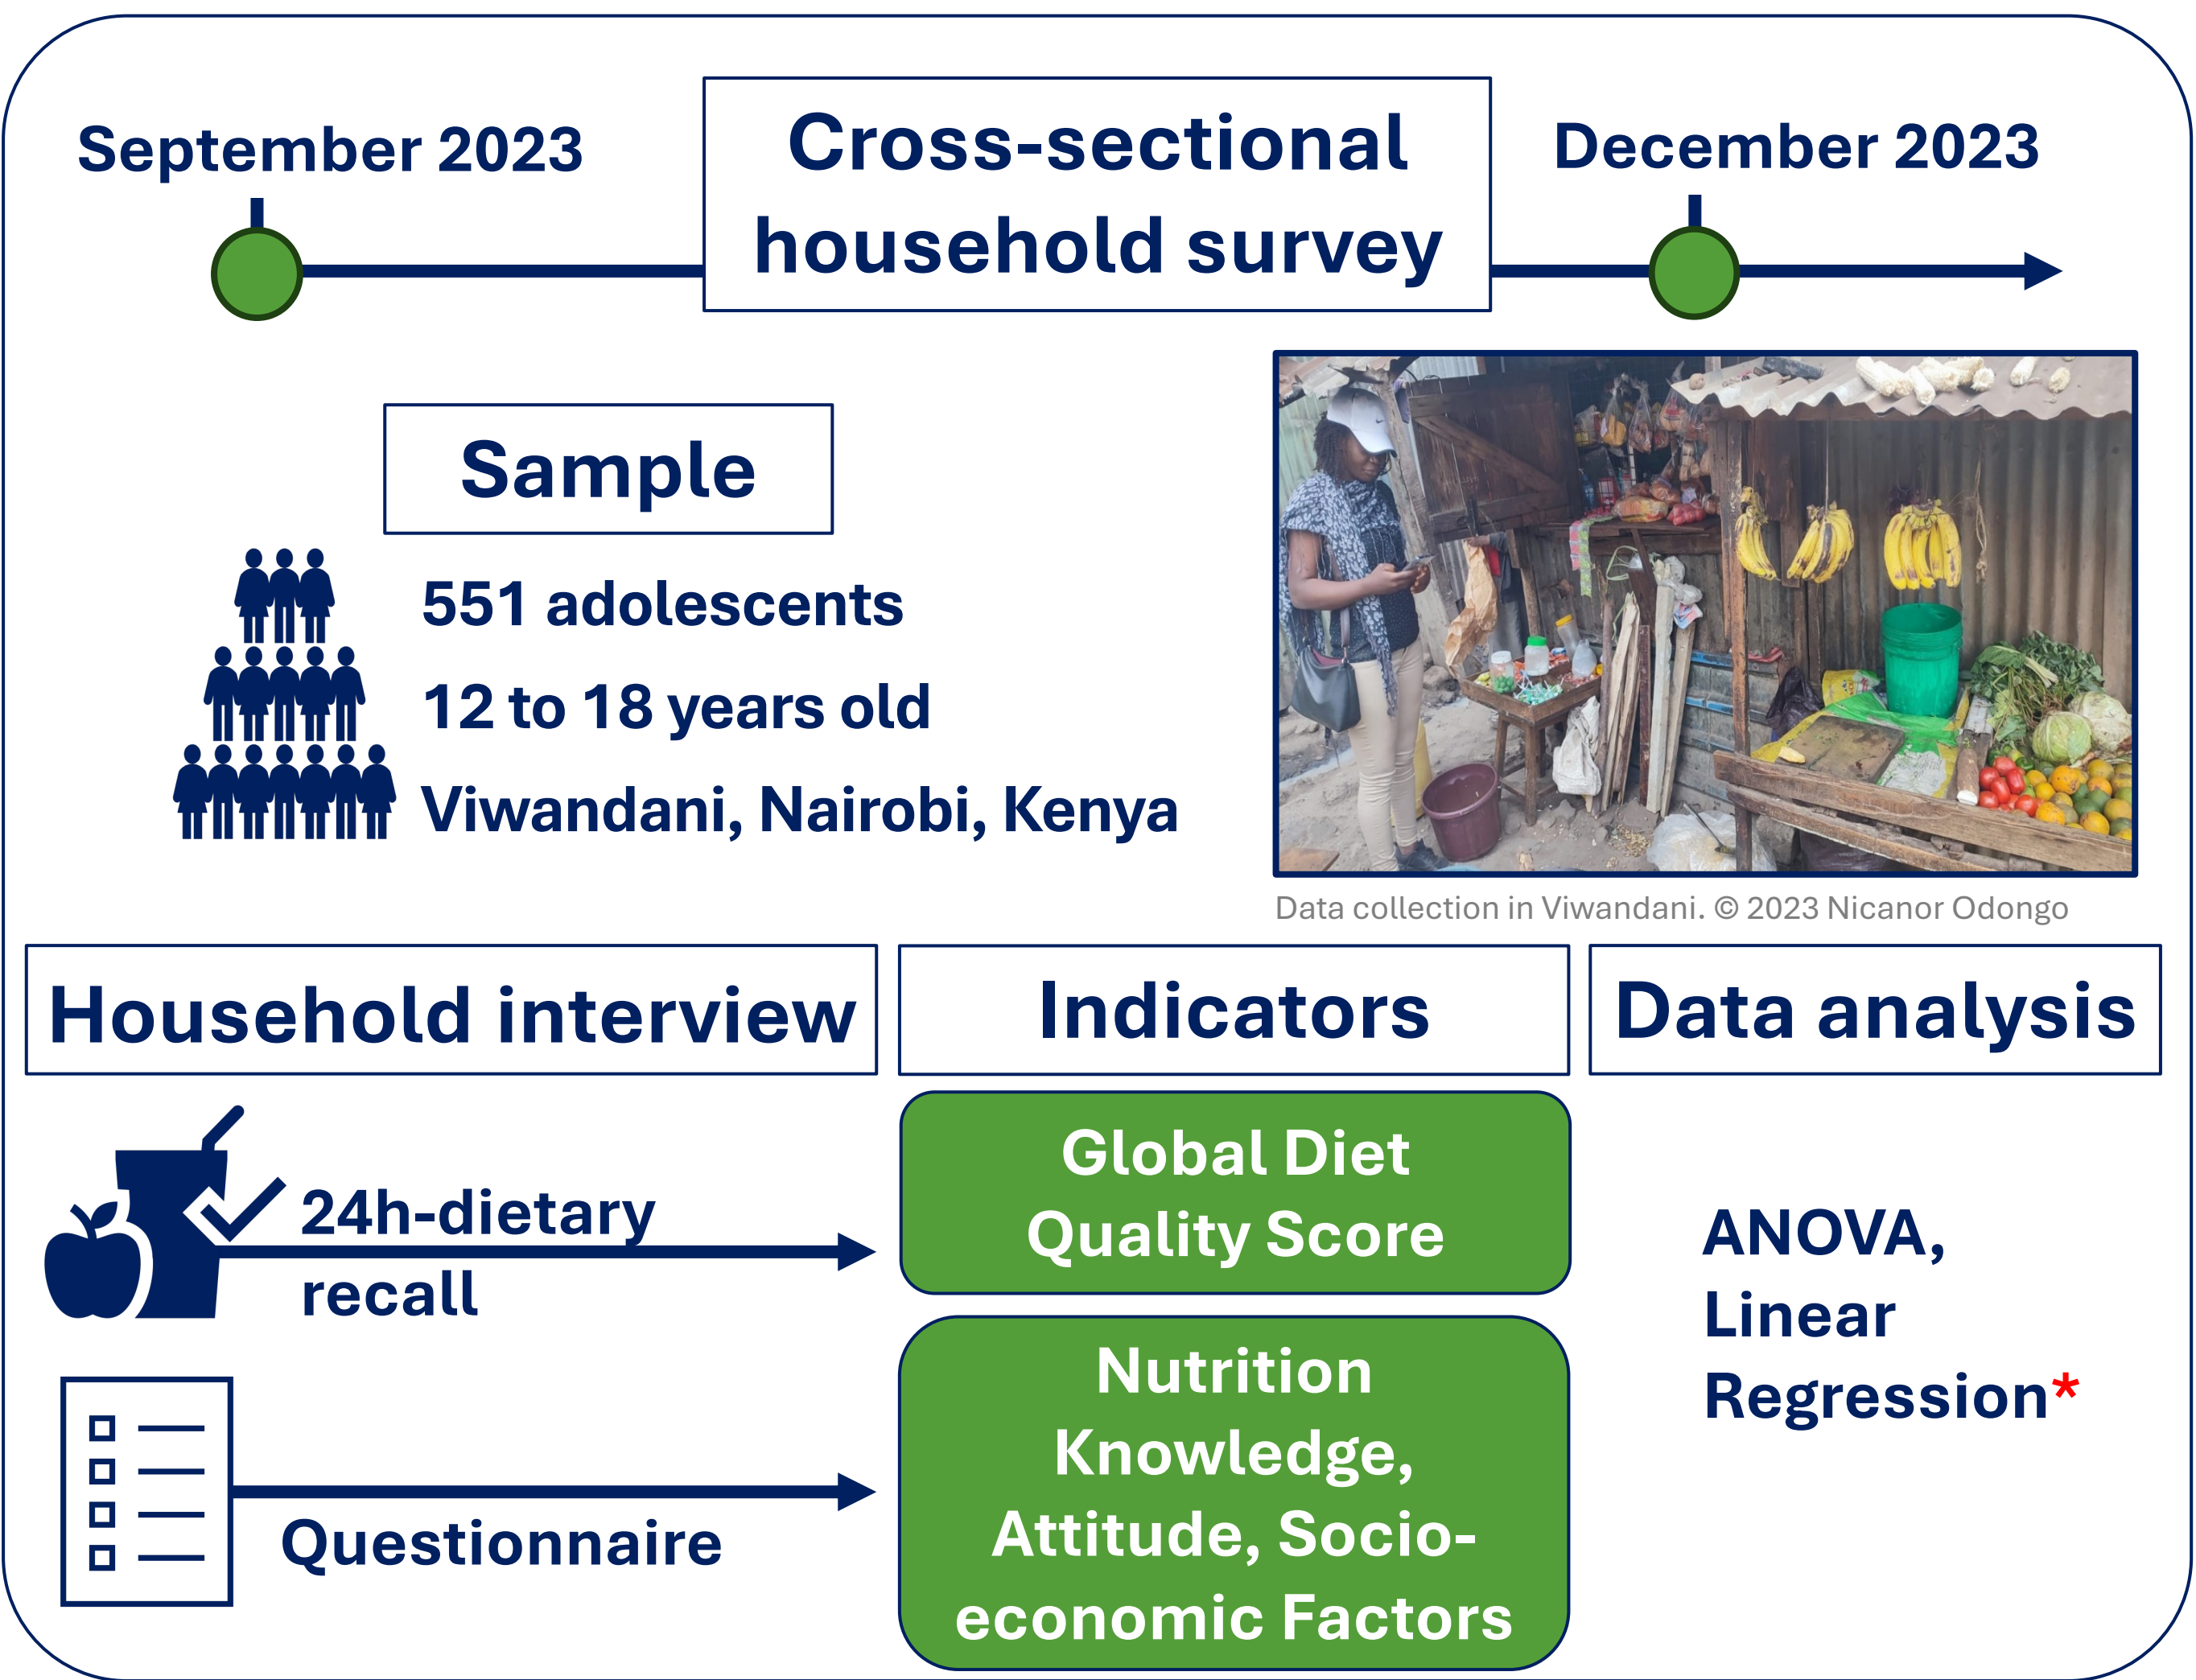 September 2023
Cross-sectional
household survey
December 2023
Sample
551 adolescents
12 to 18 years old
Viwandani, Nairobi, Kenya
Data collection in Viwandani. © 2023 Nicanor Odongo
Household interview
24h-dietary
recall
Questionnaire
Indicators
Global Diet
Quality Score
Nutrition
Knowledge,
Attitude, Socio-
economic Factors
Data analysis
ANOVA,
Linear
Regression*